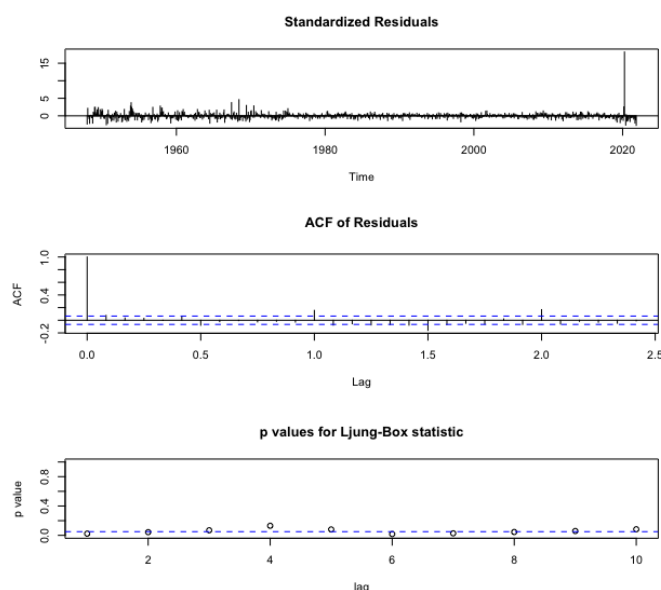 Standardized Residuals
0 5 15
1960 1980 2000 2020
Time
ACF of Residuals
ACF
-0.2 0.4 1.0
0.0 0.5 1.0 1.5 2.0 2.5
Lag
p values for Ljung-Box statistic
p value
0.0 0.4 0.8
2 4 6 8 10
lag